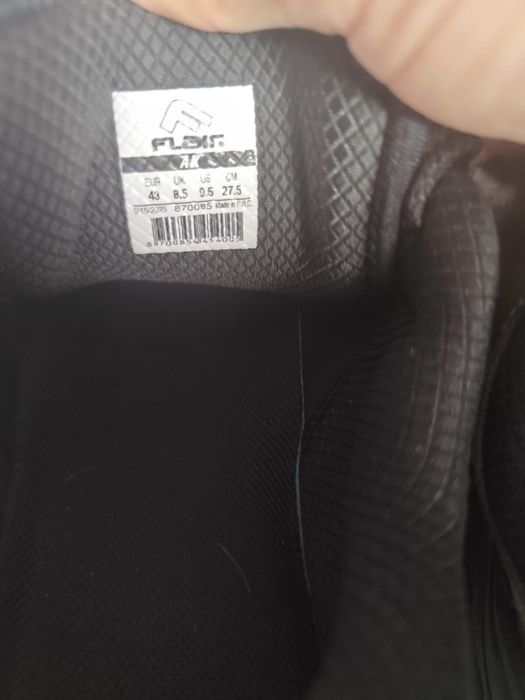 FLAIR
EUR UK US CM
43 8.5 9.5 27.5
870085 Made in P.R.C